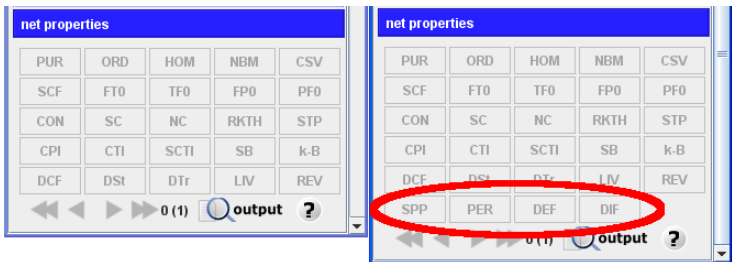 net properties
PUR ORD HOM NBM CSV
SCF FT0 TF0 FP0 PF0
CON SC NC RKTH STP
CPI CTI SCTI SB k-B
DCF DSt DTr LIV REV
0 (1) output ?
net properties
PUR ORD HOM NBM CSV
SCF FT0 TF0 FP0 PF0
CON SC NC RKTH STP
CPI CTI SCTI SB k-B
DCF DSt DTr LIV REV
SPP PER DEF DIF
0 (1) output ?